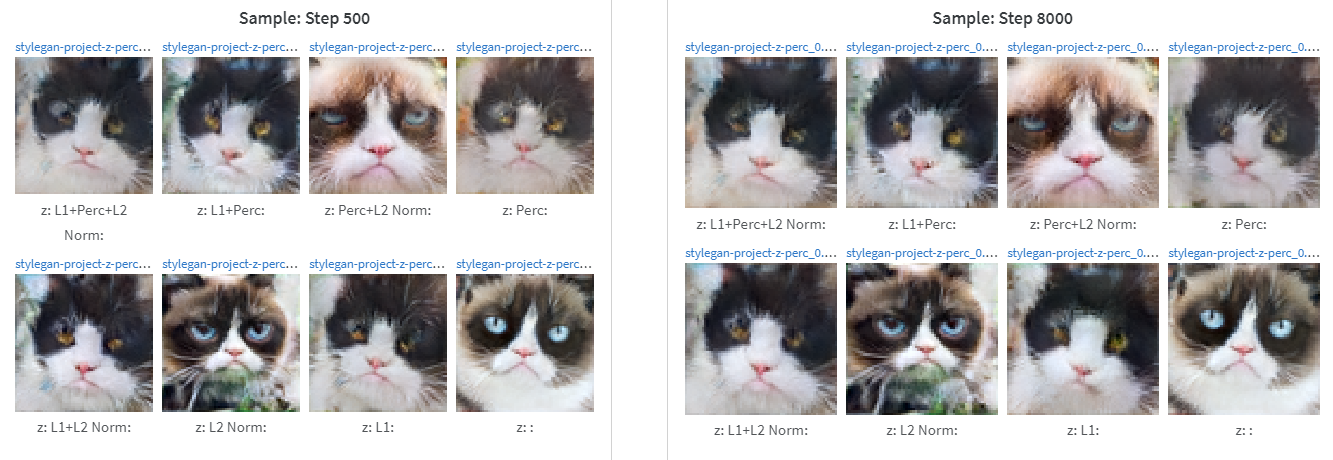 Sample: Step 500
stylegan-project-z-perc... stylegan-project-z-perc... stylegan-project-z-perc... stylegan-project-z-perc...
z: L1+Perc+L2 Norm: z: L1+Perc: z: Perc+L2 Norm: z: Perc:
stylegan-project-z-perc... stylegan-project-z-perc... stylegan-project-z-perc... stylegan-project-z-perc...
z: L1+L2 Norm: z: L2 Norm: z: L1: z: :
Sample: Step 8000
stylegan-project-z-perc_0.... stylegan-project-z-perc_0.... stylegan-project-z-perc_0.... stylegan-project-z-perc_0....
z: L1+Perc+L2 Norm: z: L1+Perc: z: Perc+L2 Norm: z: Perc:
stylegan-project-z-perc_0.... stylegan-project-z-perc_0.... stylegan-project-z-perc_0.... stylegan-project-z-perc_0....
z: L1+L2 Norm: z: L2 Norm: z: L1: z: :